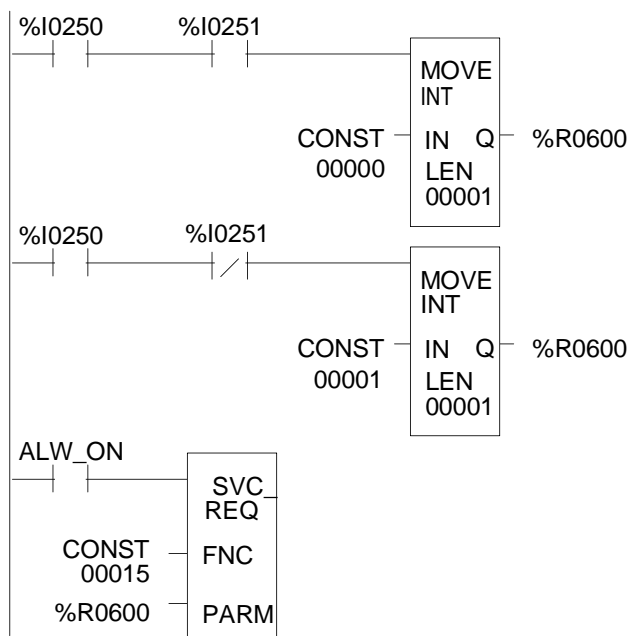 %I0250 %I0251
MOVE
INT
CONST IN Q %R0600
00000 LEN
00001
%I0250 %I0251
MOVE
INT
CONST IN Q %R0600
00001 LEN
00001
ALW_ON
SVC_
REQ
CONST FNC
00015
%R0600 PARM